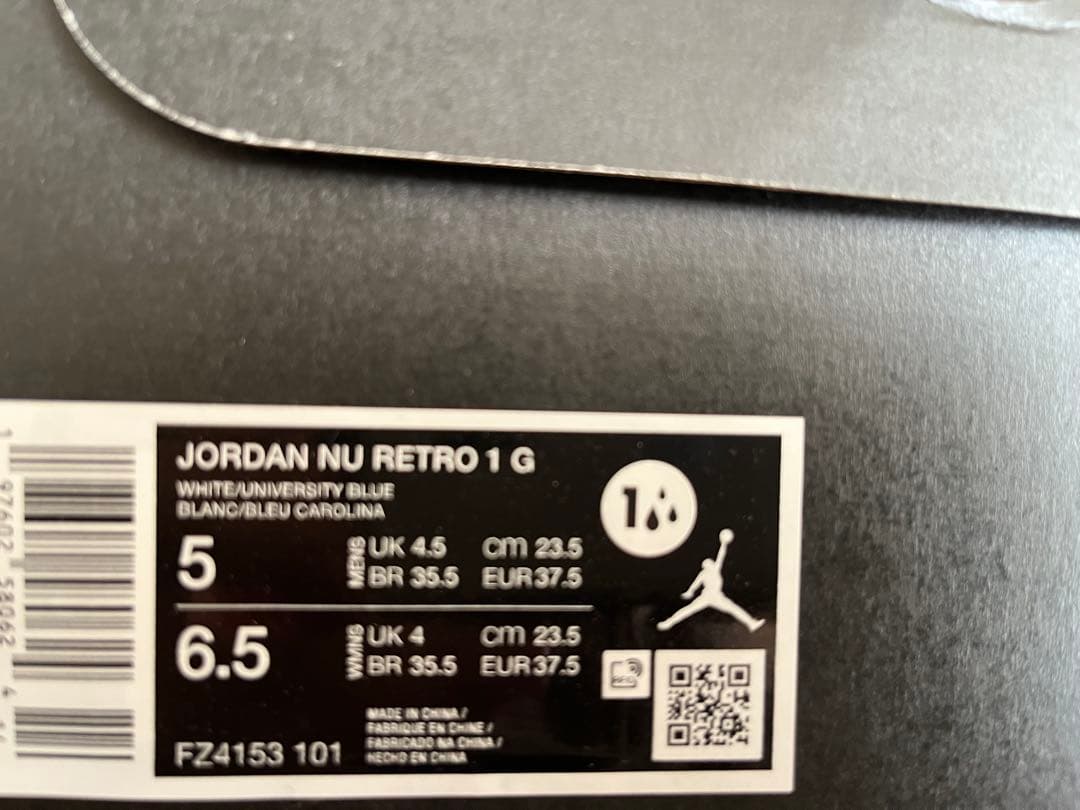 JORDAN NU RETRO 1 G
WHITE/UNIVERSITY BLUE
BLANC/BLEU CAROLINA
5 MENS UK 4.5 cm 23.5
BR 35.5 EUR 37.5
6.5 WMNS UK 4 cm 23.5
BR 35.5 EUR 37.5
MADE IN CHINA /
FABRIQUE EN CHINE /
FABRICADO NA CHINA /
HECHO EN CHINA
FZ4153 101
1
RFID